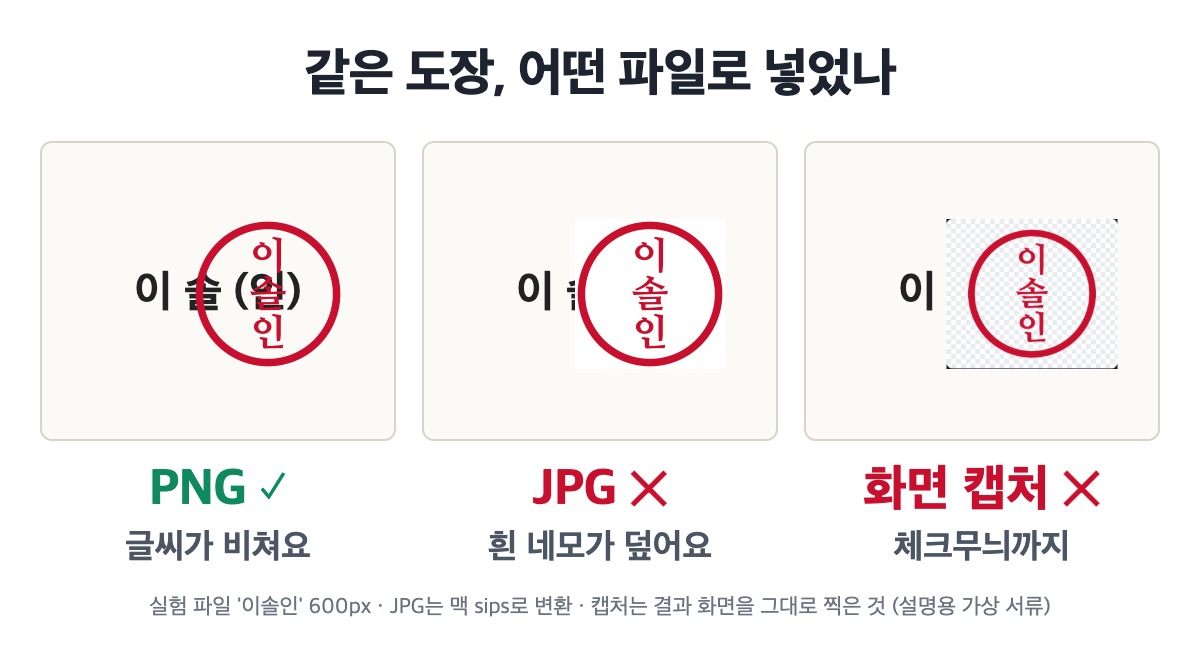 같은 도장, 어떤 파일로 넣었나
이 솔 (인)
이
솔
인
이
이
솔
인
이
이
솔
인
PNG ✓
글씨가 비쳐요
JPG ✕
흰 네모가 덮어요
화면 캡처 ✕
체크무늬까지
실험 파일 '이솔인' 600px · JPG는 맥 sips로 변환 · 캡처는 결과 화면을 그대로 찍은 것 (설명용 가상 서류)